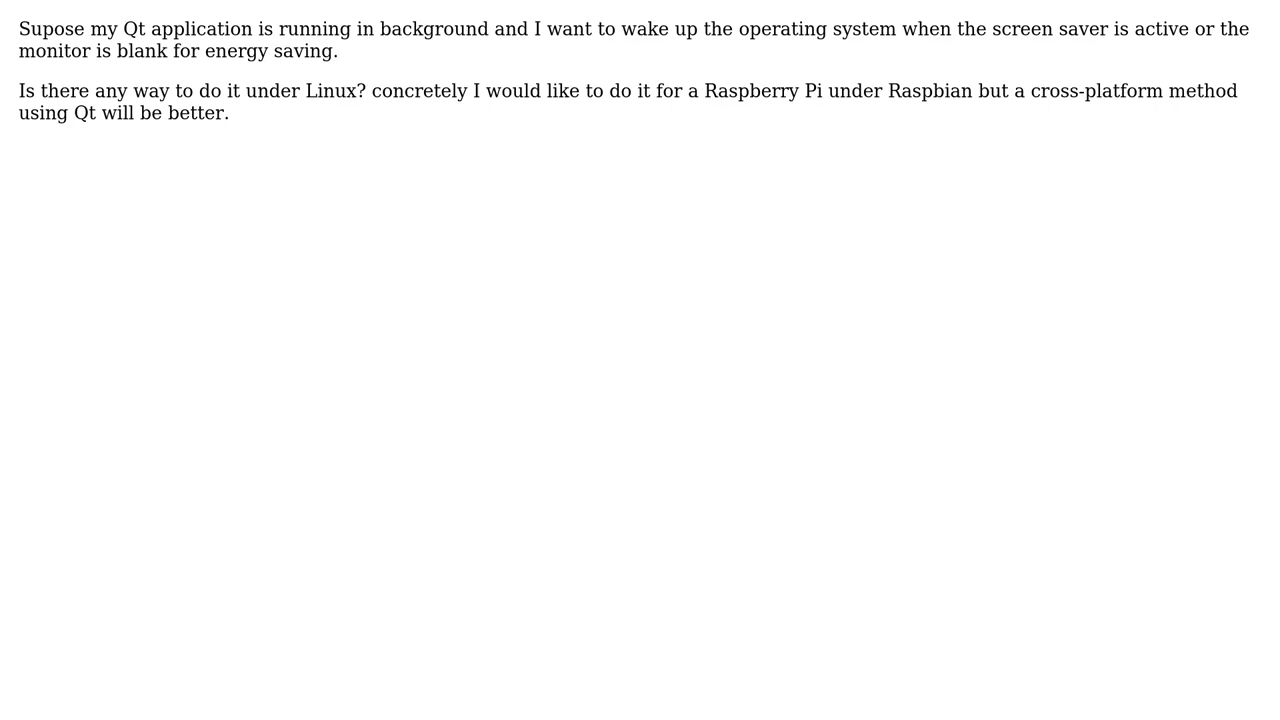 Supose my Qt application is running in background and I want to wake up the operating system when the screen saver is active or the
monitor is blank for energy saving.
Is there any way to do it under Linux? concretely I would like to do it for a Raspberry Pi under Raspbian but a cross-platform method
using Qt will be better.